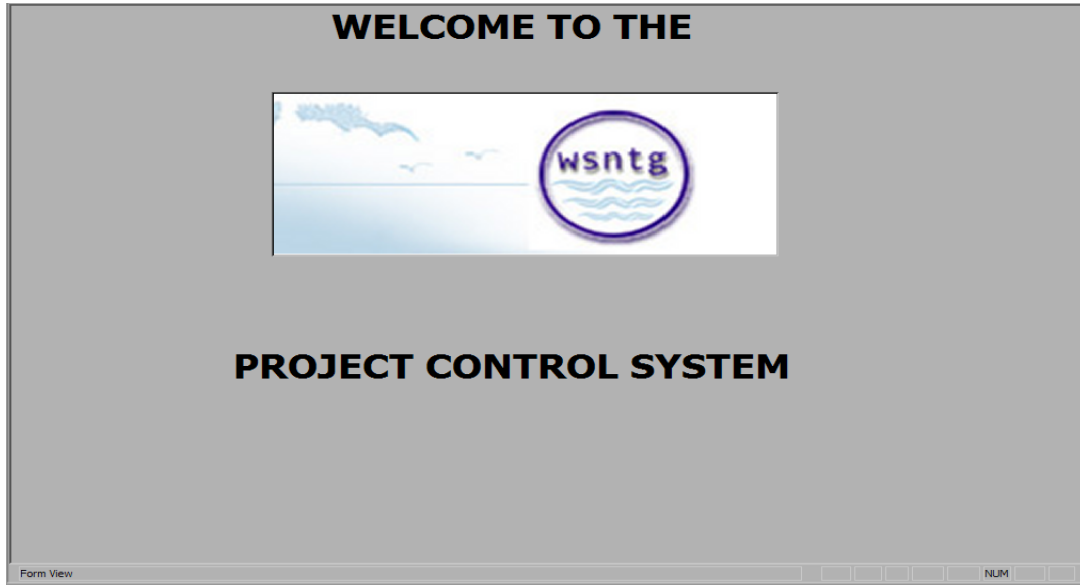 WELCOME TO THE
wsntg
PROJECT CONTROL SYSTEM
Form View
NUM